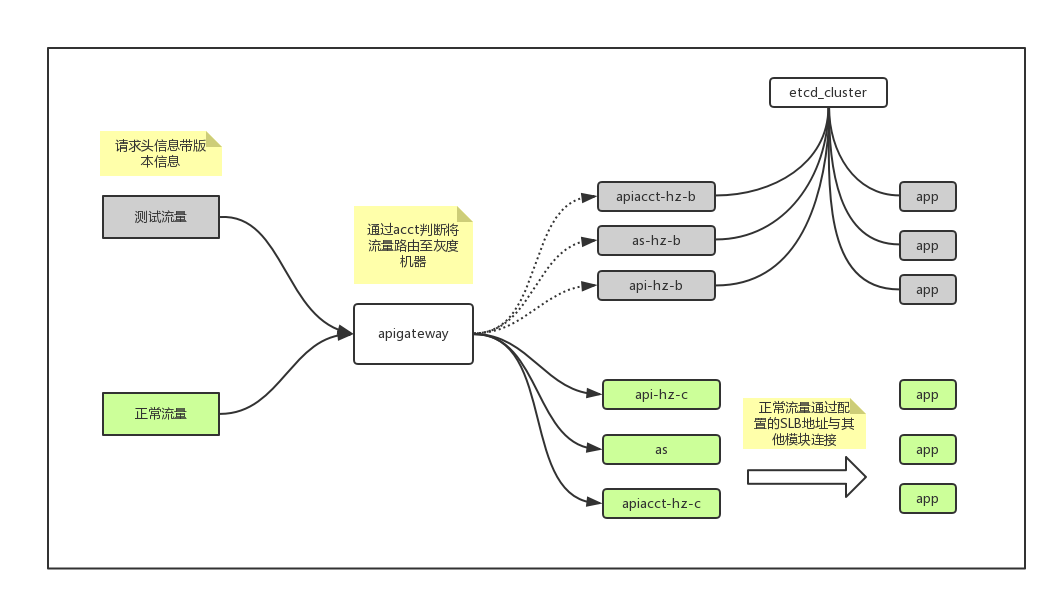 etcd_cluster
请求头信息带版
本信息
测试流量
通过acct判断将
流量路由至灰度
机器
apigateway
正常流量
apiacct-hz-b
as-hz-b
api-hz-b
app
app
app
api-hz-c
as
apiacct-hz-c
正常流量通过配
置的SLB地址与其
他模块连接
app
app
app